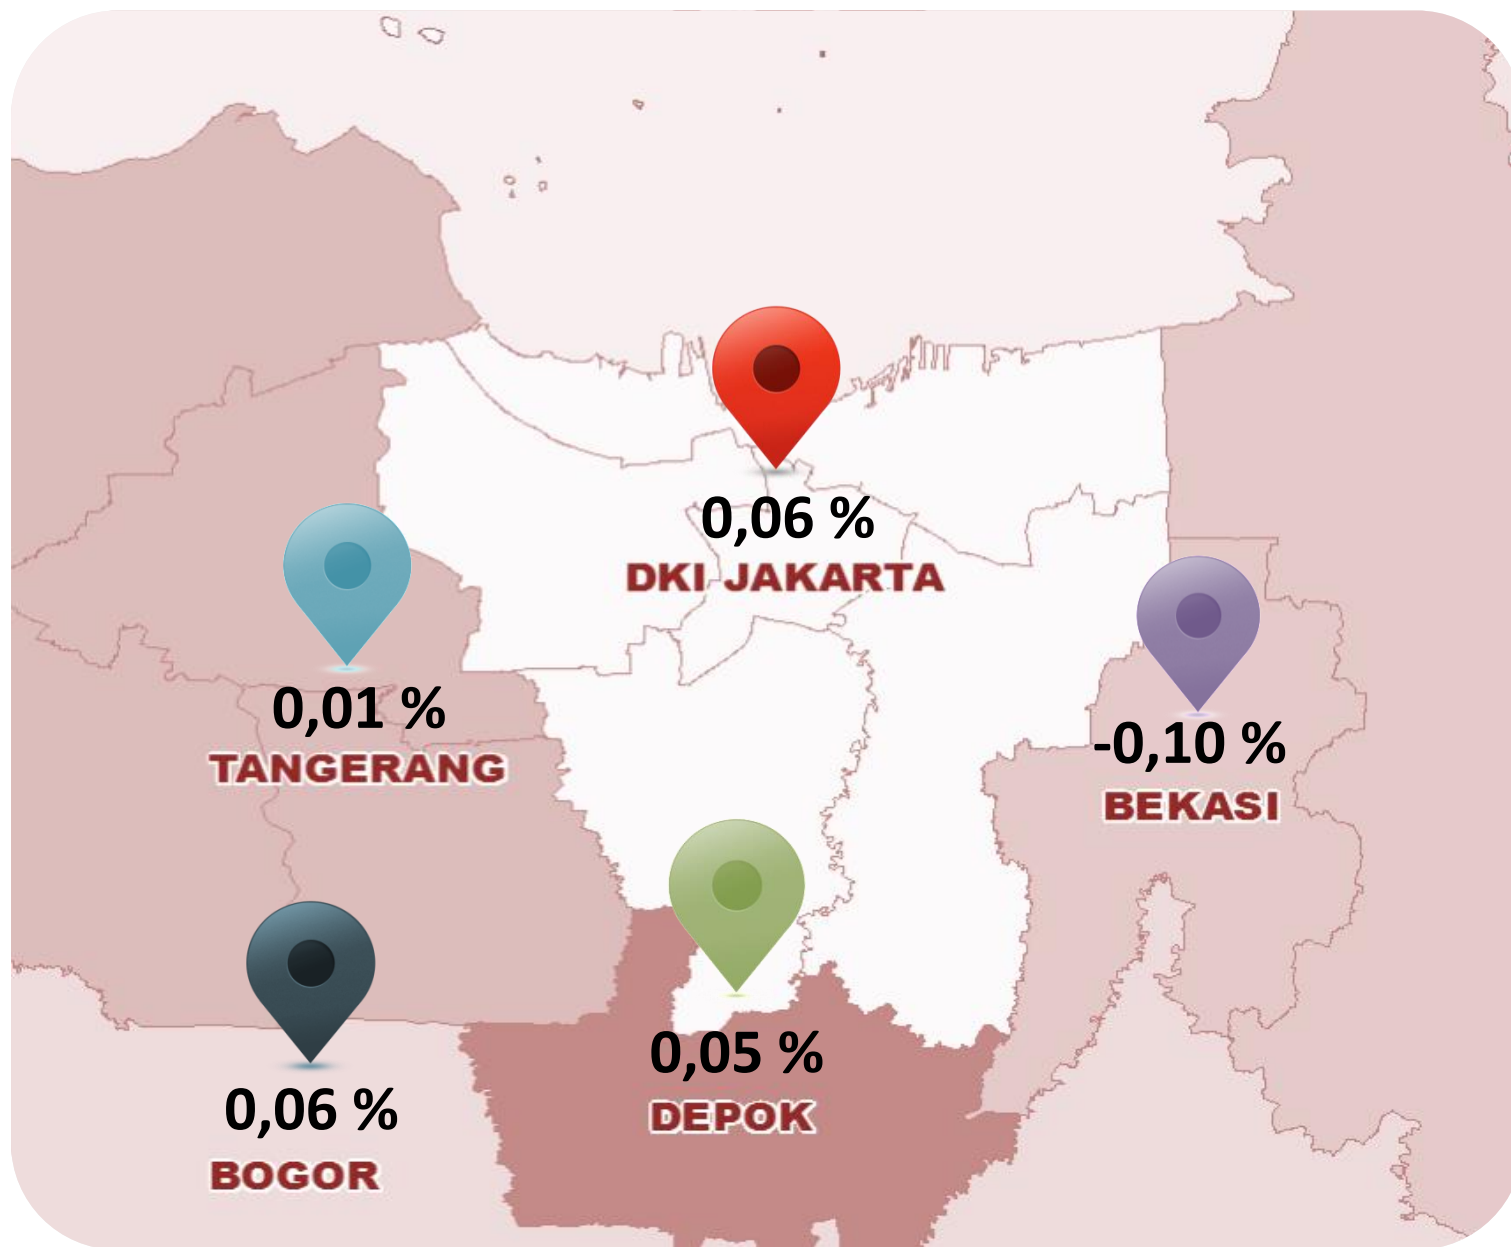 0,06 %
DKI JAKARTA
0,01 %
TANGERANG
-0,10 %
BEKASI
0,05 %
DEPOK
0,06 %
BOGOR